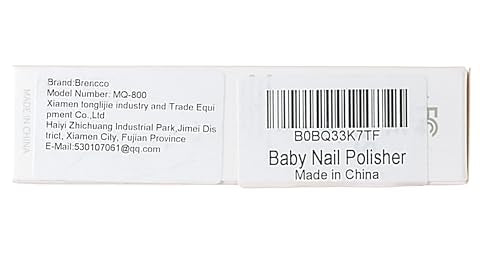 MADE IN CHINA
Brand:Brencco
Model Number: MQ-800
Xiamen tonglijie industry and Trade Equi
pment Co.,Ltd
Haiyi Zhichuang Industrial Park,Jimei Dis
trict, Xiamen City, Fujian Province
E-Mail:530107061@qq.com
B0BQ33K7TF
Baby Nail Polisher
Made in China